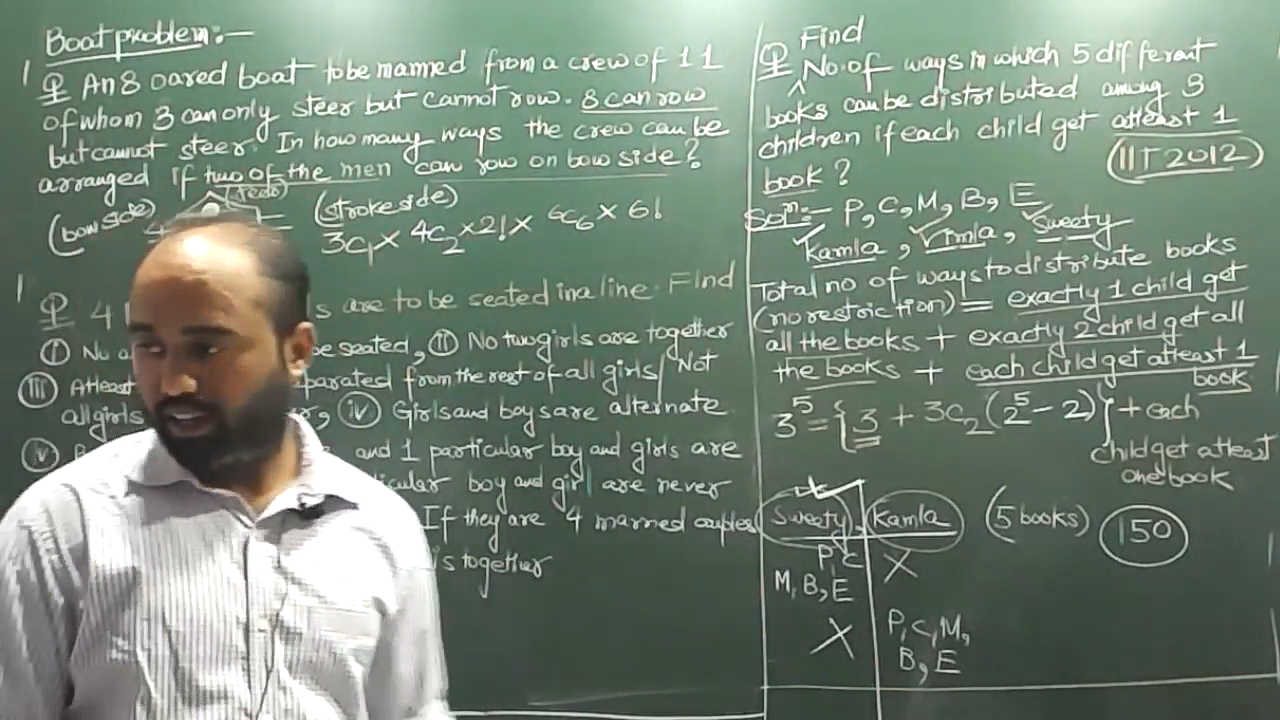 Boat problem:-
Q An 8 oared boat to be manned from a crew of 11
of whom 3 can only steer but cannot row. 8 can row
but cannot steer. In how many ways the crew can be
arranged if two of the men can row on bow side?
(bow side) (strokeside)
3C1 × 4C2 × 2! × 6C6 × 6!
Q 4 s are to be seated in a line. Find
(i) No be seated, (ii) No two girls are together
(iii) Atleast parated from the rest of all girls/Not
all girls (iv) Girls and boys are alternate
(v) and 1 particular boy and girls are
cular boy and girl are never
If they are 4 married couples
is together
Find
Q ^ No. of ways in which 5 different
books can be distributed among 3
children if each child get atleast 1
book? (IIT 2012)
Solⁿ:- P, C, M, B, E
Kamla, Vimla, Sweety
Total no of ways to distribute books
(no restriction) = exactly 1 child get
all the books + exactly 2 child get all
the books + each child get atleast 1
book
3^5 = {3 + 3C2 (2^5 - 2)} + each
child get atleast
one book
Sweety Kamla (5 books) 150
P, C X
M, B, E
X P, C, M,
B, E